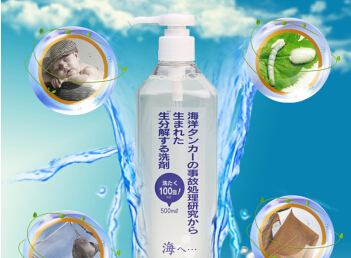 海洋タンカーの事故処理研究から
生まれた
"生分解する洗剤"
洗たく
100回!
500mℓ
海へ…